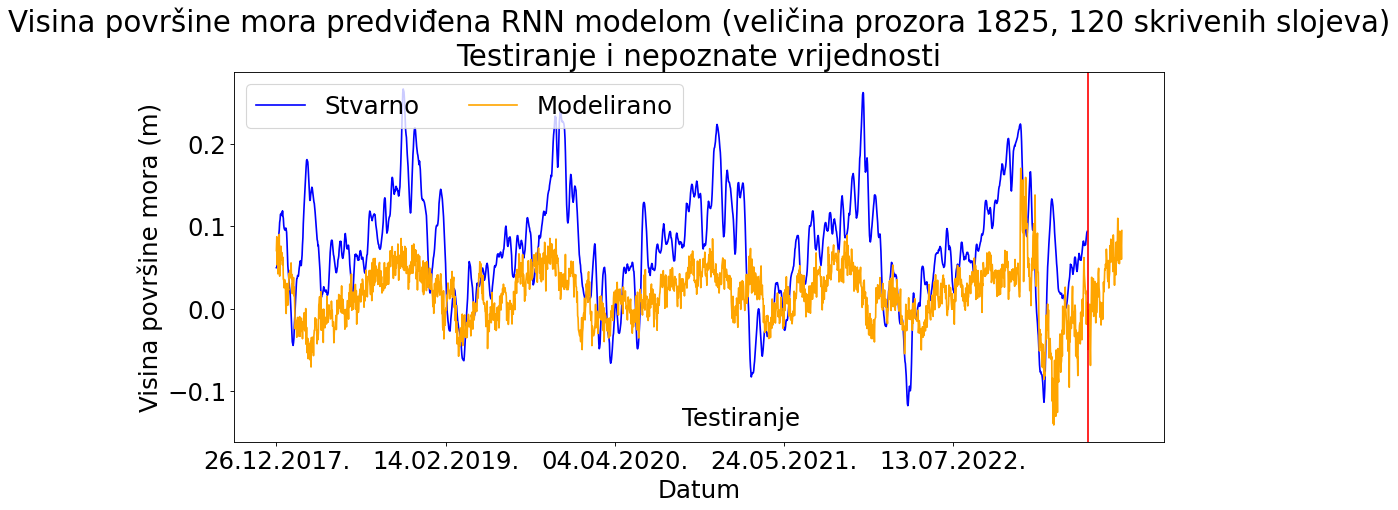 Visina površine mora predviđena RNN modelom (veličina prozora 1825, 120 skrivenih slojeva)
Testiranje i nepoznate vrijednosti
Stvarno Modelirano
Visina površine mora (m)
0.2
0.1
0.0
−0.1
Testiranje
26.12.2017. 14.02.2019. 04.04.2020. 24.05.2021. 13.07.2022.
Datum